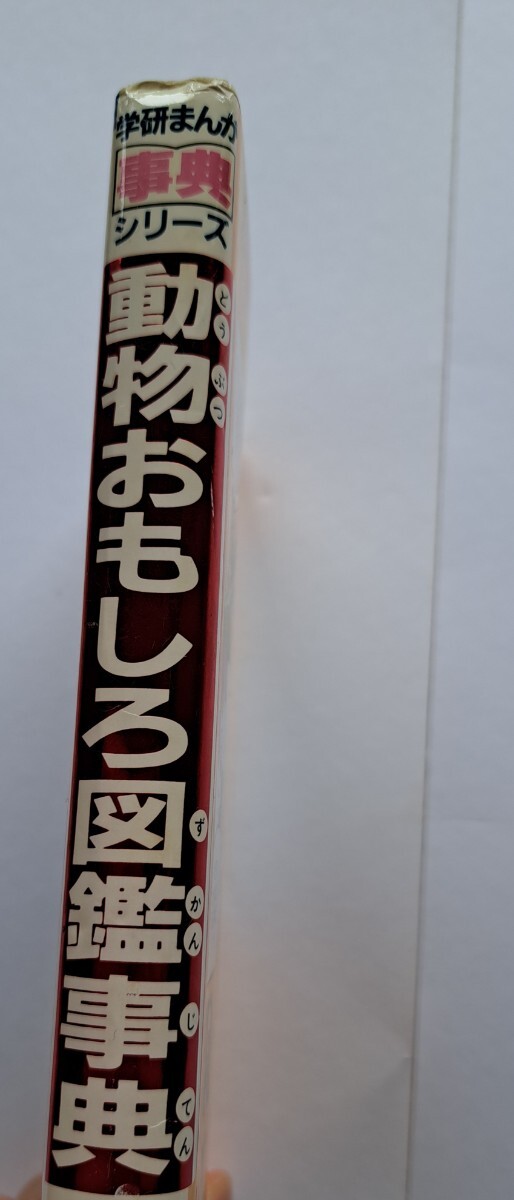 学研まんが
事典
シリーズ
動物おもしろ図鑑事典
どうぶつ
ずかんじてん